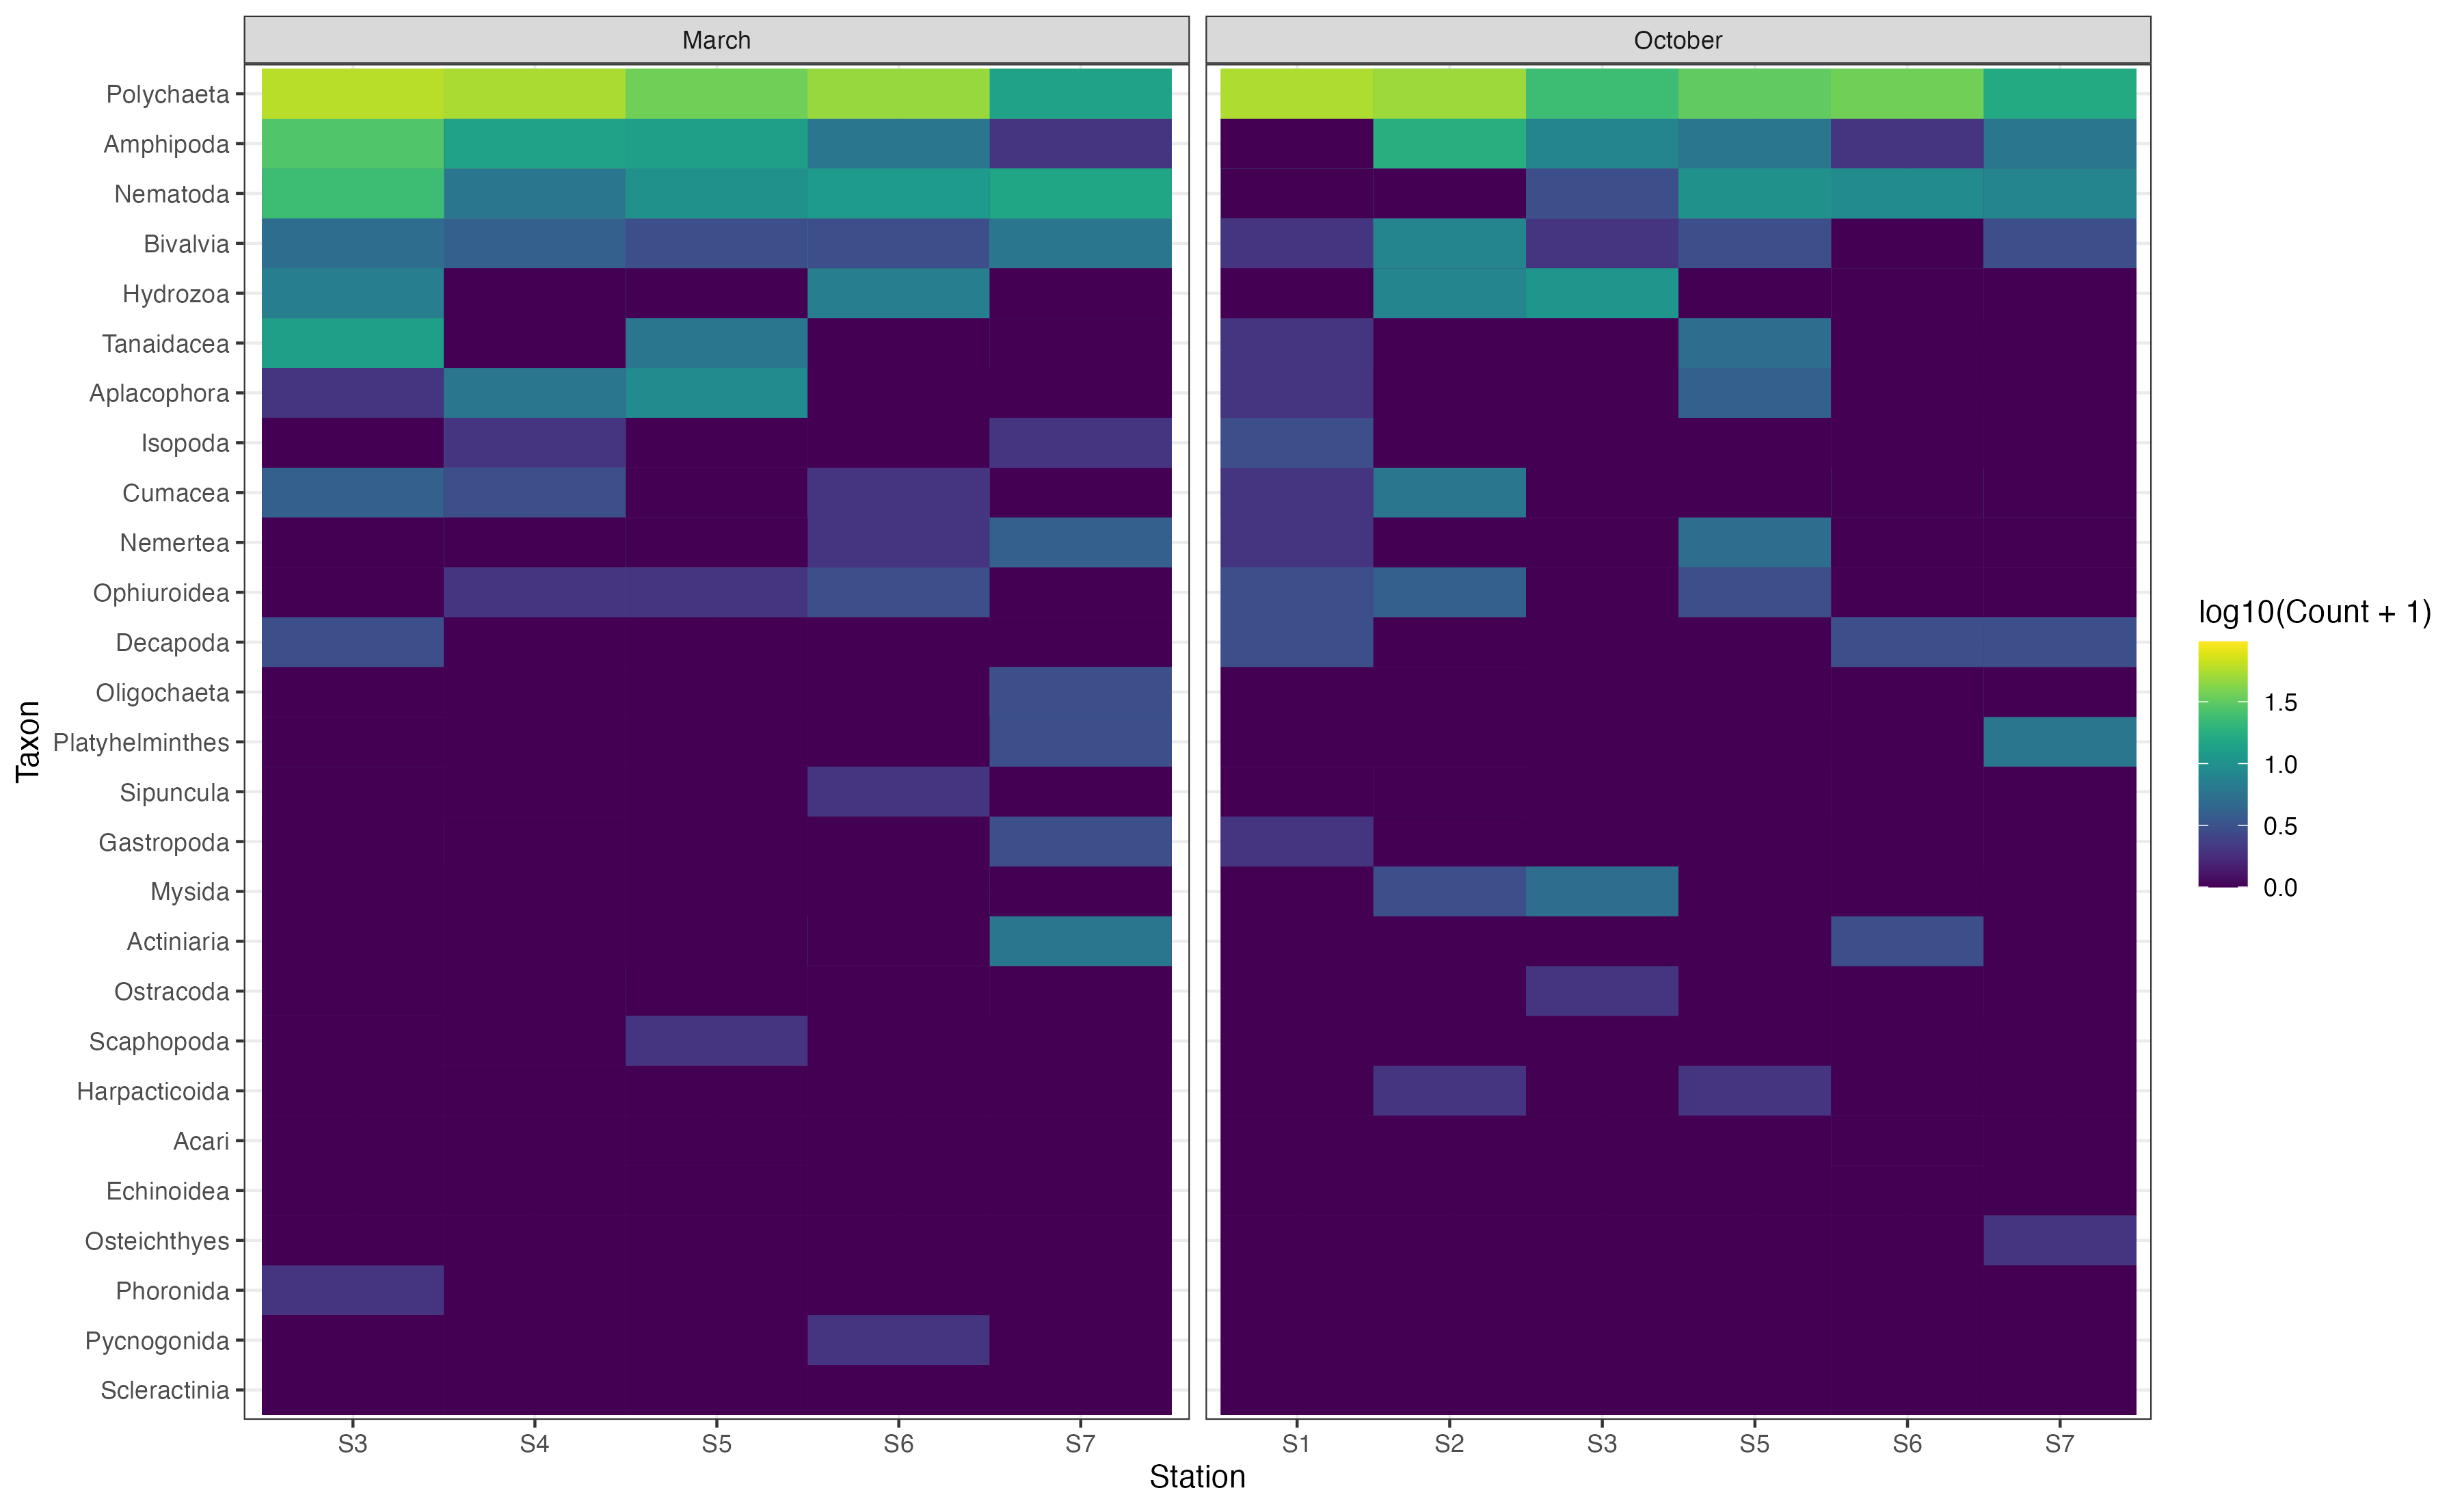 March
October
Polychaeta
Amphipoda
Nematoda
Bivalvia
Hydrozoa
Tanaidacea
Aplacophora
Isopoda
Cumacea
Nemertea
Ophiuroidea
Decapoda
Oligochaeta
Platyhelminthes
Sipuncula
Gastropoda
Mysida
Actiniaria
Ostracoda
Scaphopoda
Harpacticoida
Acari
Echinoidea
Osteichthyes
Phoronida
Pycnogonida
Scleractinia
Taxon
S3 S4 S5 S6 S7
S1 S2 S3 S5 S6 S7
Station
log10(Count + 1)
1.5
1.0
0.5
0.0